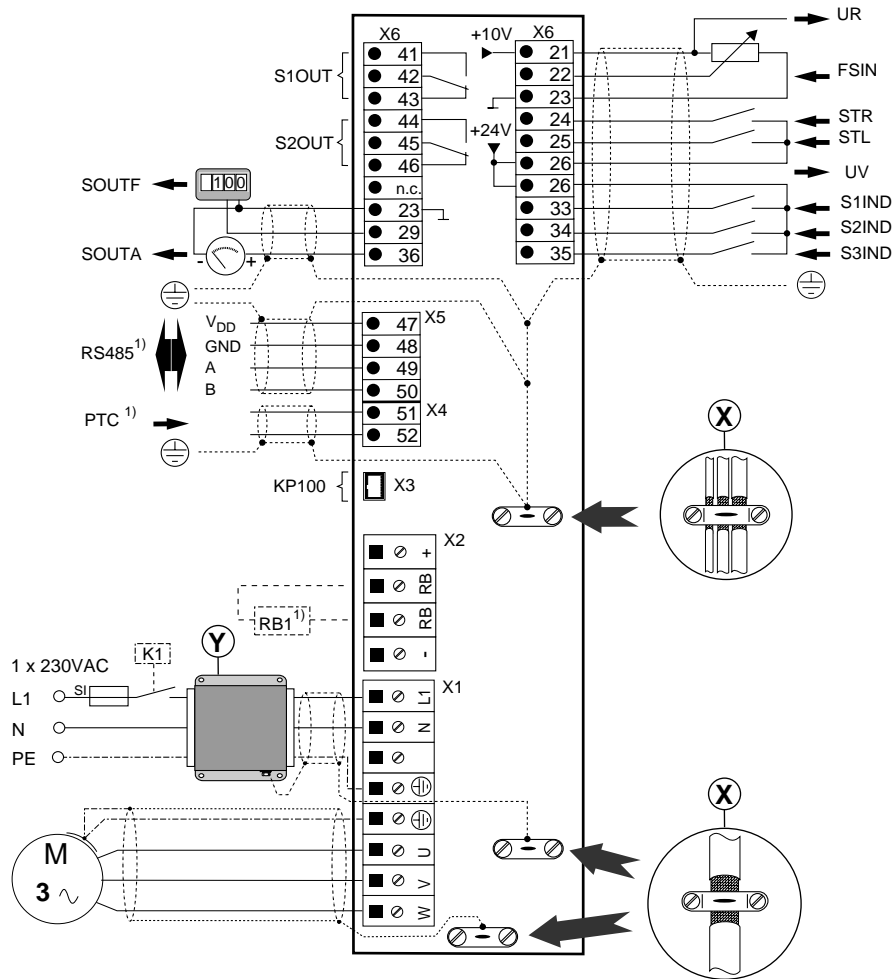 UR
X6
+10V
X6
41
21
S1OUT
42
22
FSIN
43
23
44
24
STR
S2OUT
45
+24V
25
STL
46
26
n.c.
26
UV
SOUTF
100
23
33
S1IND
29
34
S2IND
SOUTA
- +
36
35
S3IND
VDD
47
X5
RS485 1)
GND
48
A
49
B
50
PTC 1)
51
X4
52
X
KP100
X3
X2
+
RB
RB1 1)
RB
-
Y
K1
1 x 230VAC
X1
L1
SI
L1
N
N
PE
X
M
3 ~
U
V
W